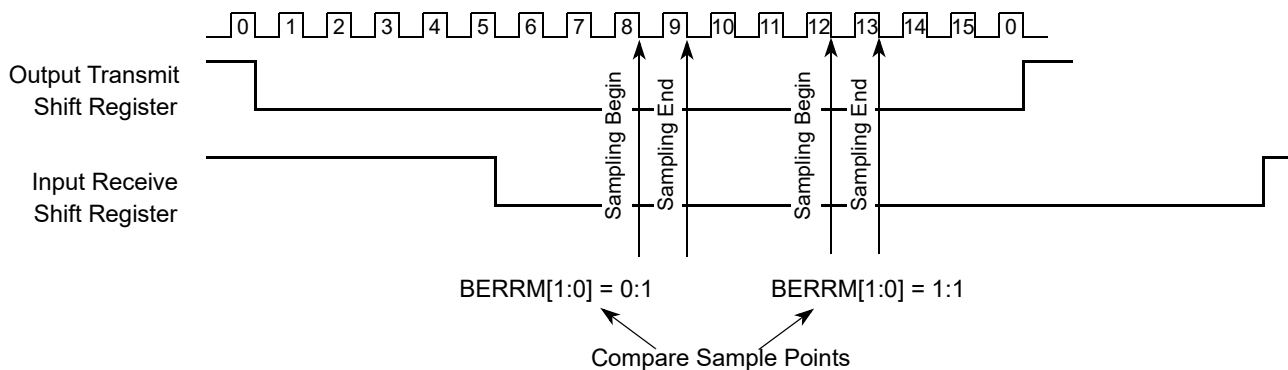 0 1 2 3 4 5 6 7 8 9 10 11 12 13 14 15 0
Output Transmit
Shift Register
Input Receive
Shift Register
Sampling Begin
Sampling End
Sampling Begin
Sampling End
BERRM[1:0] = 0:1
BERRM[1:0] = 1:1
Compare Sample Points